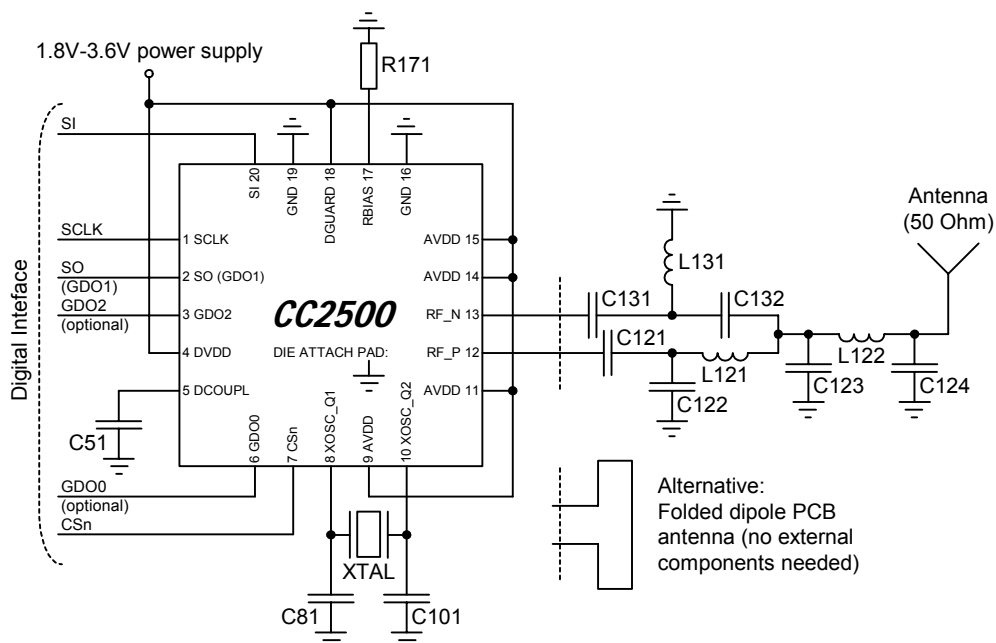 1.8V-3.6V power supply
R171
SI
SI 20
GND 19
DGUARD 18
RBIAS 17
GND 16
Antenna
(50 Ohm)
SCLK
1 SCLK
AVDD 15
L131
SO
(GDO1)
2 SO (GDO1)
AVDD 14
GDO2
(optional)
3 GDO2
CC2500
RF_N 13
C131
C132
Digital Inteface
4 DVDD
DIE ATTACH PAD:
RF_P 12
C121
L121
L122
C123
C124
C122
5 DCOUPL
AVDD 11
C51
6 GDO0
7 CSn
8 XOSC_Q1
9 AVDD
10 XOSC_Q2
GDO0
(optional)
CSn
XTAL
C81
C101
Alternative:
Folded dipole PCB
antenna (no external
components needed)